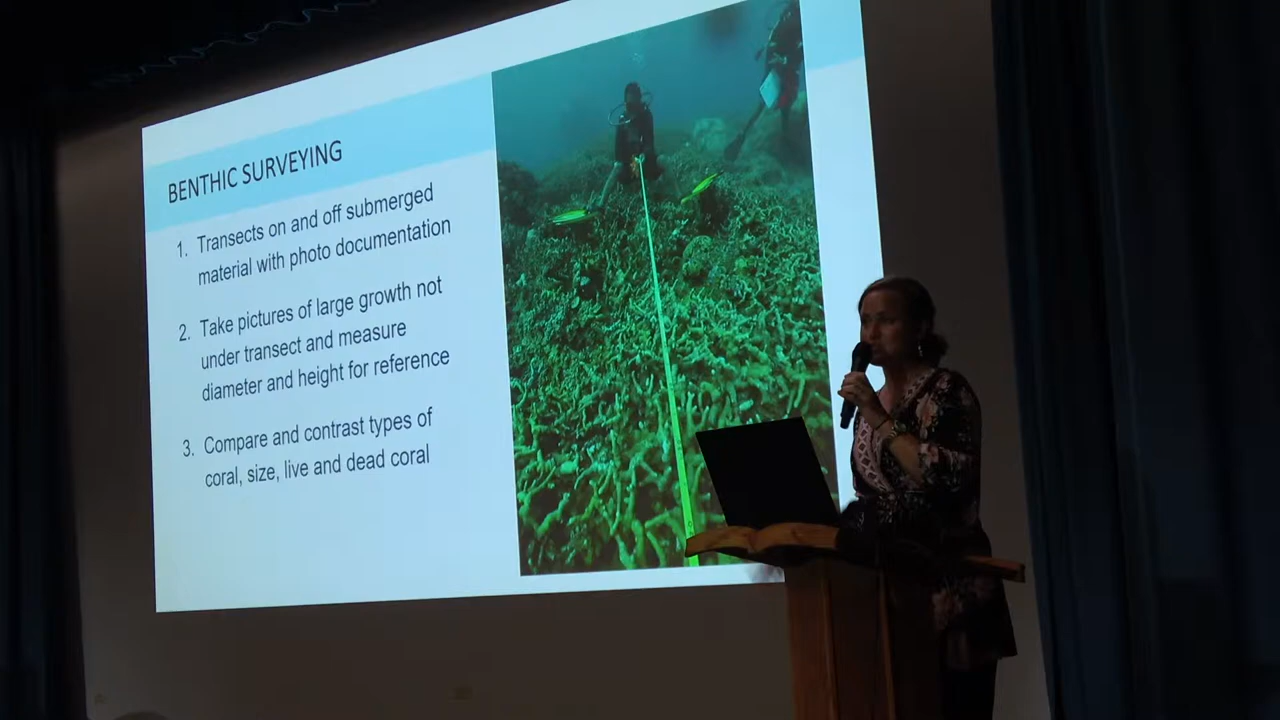 BENTHIC SURVEYING
1. Transects on and off submerged
material with photo documentation
2. Take pictures of large growth not
under transect and measure
diameter and height for reference
3. Compare and contrast types of
coral, size, live and dead coral